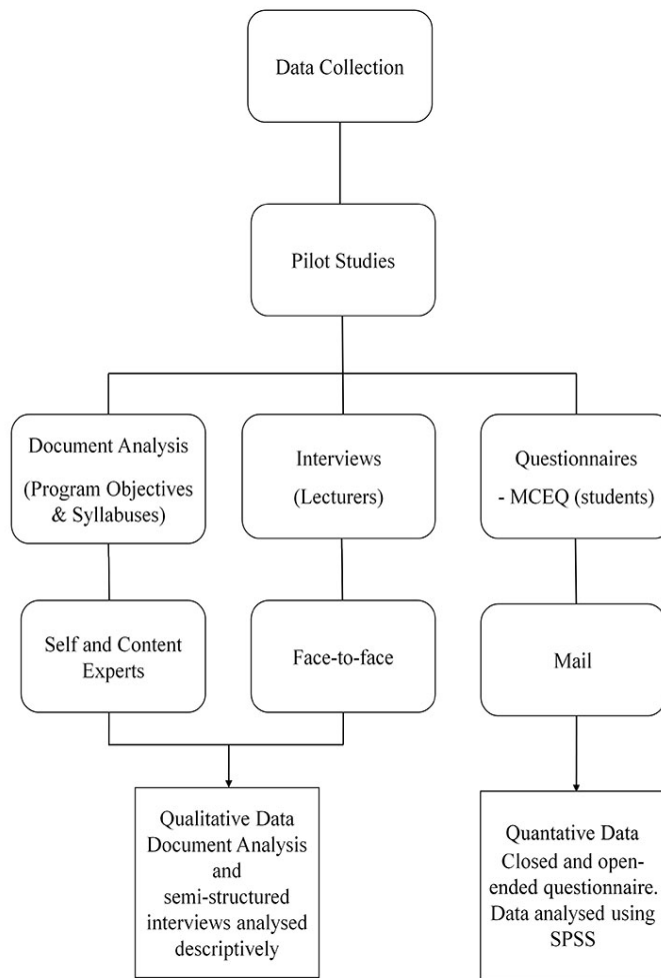 Data Collection
Pilot Studies
Document Analysis
(Program Objectives
& Syllabuses)
Interviews
(Lecturers)
Questionnaires
- MCEQ (students)
Self and Content
Experts
Face-to-face
Mail
Qualitative Data
Document Analysis
and
semi-structured
interviews analysed
descriptively
Quantative Data
Closed and open-
ended questionnaire.
Data analysed using
SPSS